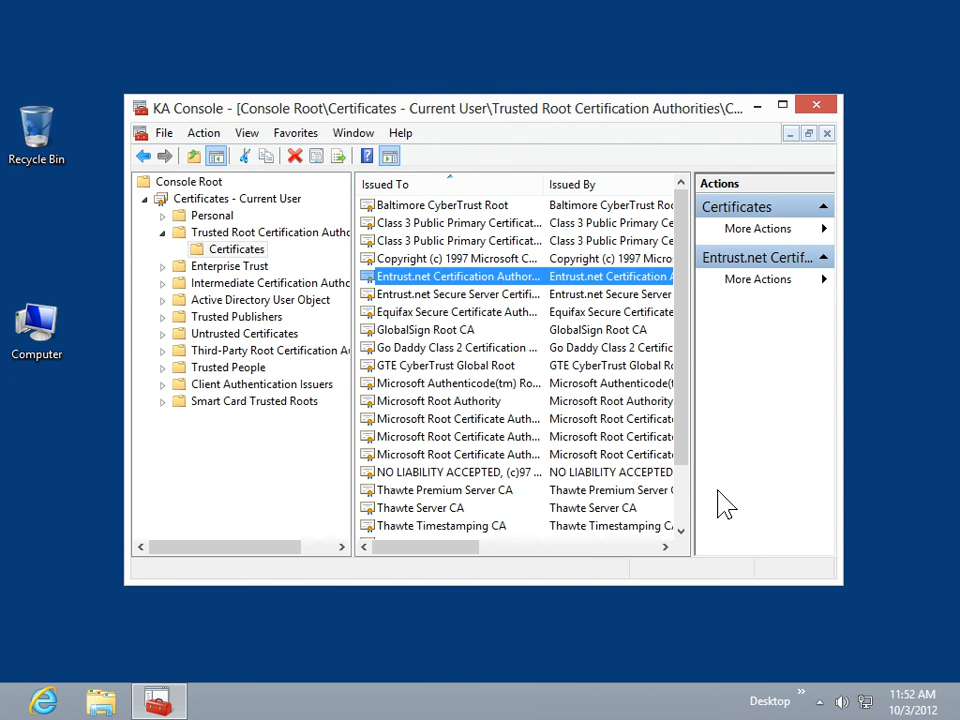 Recycle Bin
Computer
KA Console - [Console Root\Certificates - Current User\Trusted Root Certification Authorities\C...
File Action View Favorites Window Help
Console Root
Certificates - Current User
Personal
Trusted Root Certification Autho
Certificates
Enterprise Trust
Intermediate Certification Autho
Active Directory User Object
Trusted Publishers
Untrusted Certificates
Third-Party Root Certification A
Trusted People
Client Authentication Issuers
Smart Card Trusted Roots
Issued To Issued By
Baltimore CyberTrust Root Baltimore CyberTrust Roo
Class 3 Public Primary Certificat... Class 3 Public Primary Cer
Class 3 Public Primary Certificat... Class 3 Public Primary Cer
Copyright (c) 1997 Microsoft C... Copyright (c) 1997 Micros
Entrust.net Certification Author... Entrust.net Certification A
Entrust.net Secure Server Certifi... Entrust.net Secure Server
Equifax Secure Certificate Auth... Equifax Secure Certificate
GlobalSign Root CA GlobalSign Root CA
Go Daddy Class 2 Certification ... Go Daddy Class 2 Certific
GTE CyberTrust Global Root GTE CyberTrust Global Ro
Microsoft Authenticode(tm) Ro... Microsoft Authenticode(t
Microsoft Root Authority Microsoft Root Authority
Microsoft Root Certificate Auth... Microsoft Root Certificate
Microsoft Root Certificate Auth... Microsoft Root Certificate
Microsoft Root Certificate Auth... Microsoft Root Certificate
NO LIABILITY ACCEPTED, (c)97 ... NO LIABILITY ACCEPTED
Thawte Premium Server CA Thawte Premium Server C
Thawte Server CA Thawte Server CA
Thawte Timestamping CA Thawte Timestamping C
Actions
Certificates
More Actions
Entrust.net Certif...
More Actions
Desktop
11:52 AM
10/3/2012